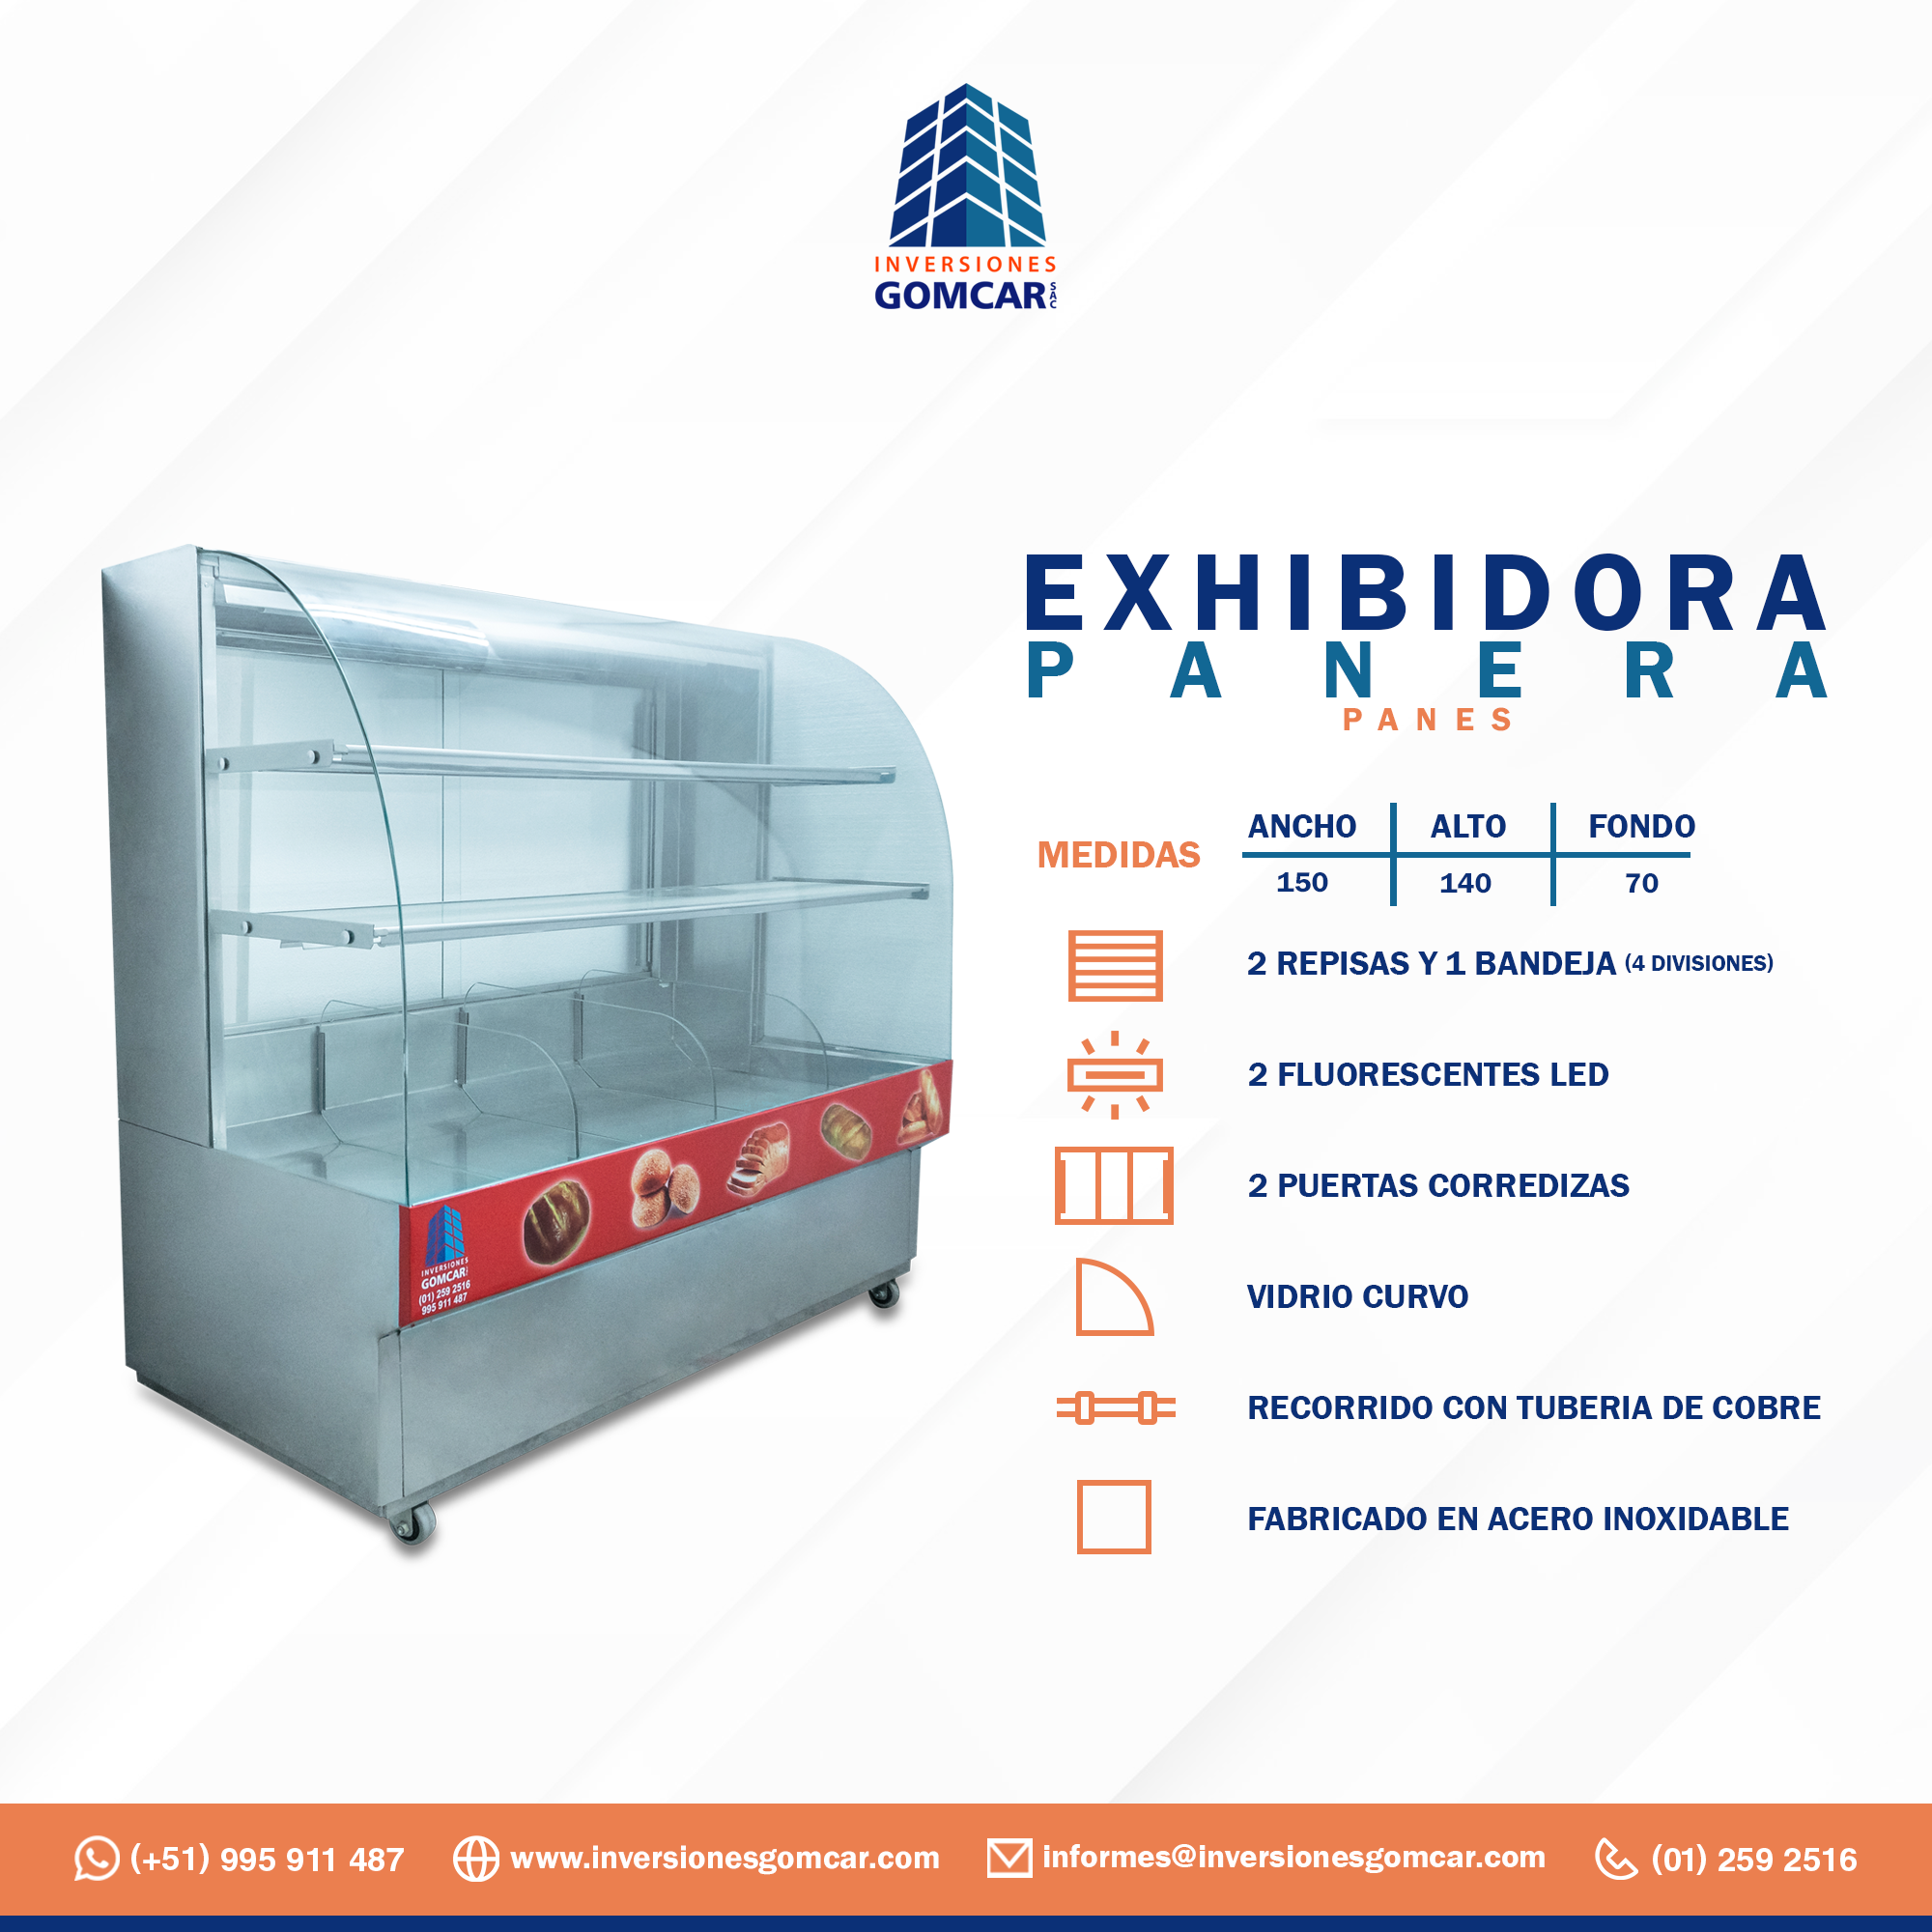 INVERSIONES
GOMCAR SAC
EXHIBIDORA
PANERA
PANES
MEDIDAS
ANCHO ALTO FONDO
150 140 70
2 REPISAS Y 1 BANDEJA (4 DIVISIONES)
2 FLUORESCENTES LED
2 PUERTAS CORREDIZAS
VIDRIO CURVO
RECORRIDO CON TUBERIA DE COBRE
FABRICADO EN ACERO INOXIDABLE
INVERSIONES
GOMCAR
(01) 259 2516
995 911 487
(+51) 995 911 487
www.inversionesgomcar.com
informes@inversionesgomcar.com
(01) 259 2516